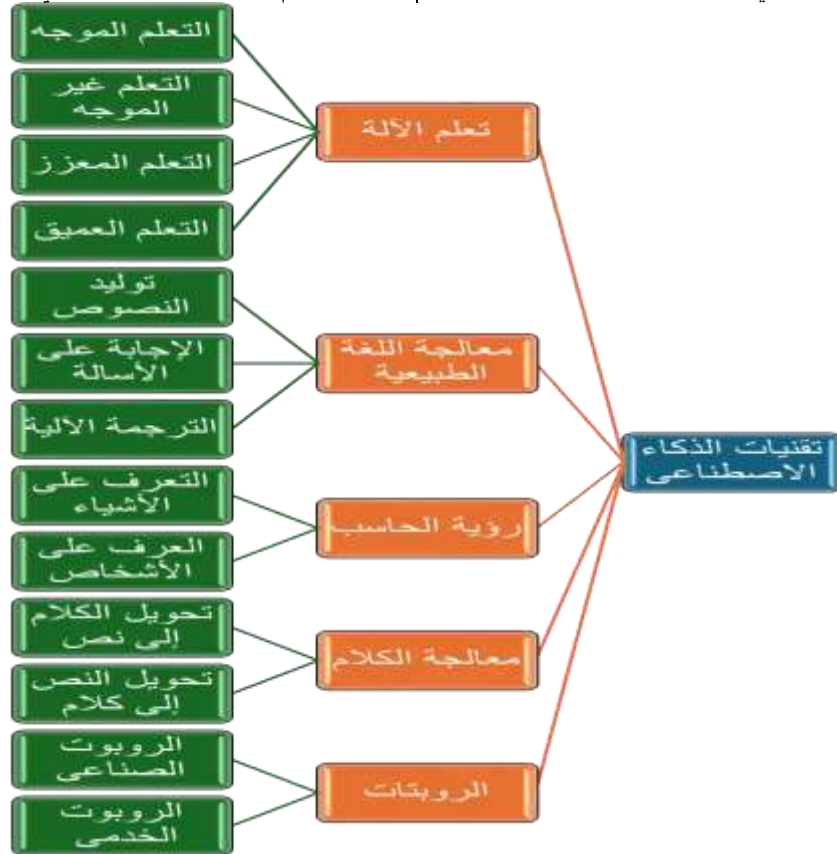 تقنيات الذكاء
الاصطناعى
تعلم الآلة
التعلم الموجه
التعلم غير
الموجه
التعلم المعزز
التعلم العميق
معالجة اللغة
الطبيعية
توليد
النصوص
الإجابة على
الأسالة
الترجمة الآلية
رؤية الحاسب
التعرف على
الأشياء
العرف على
الأشخاص
معالجة الكلام
تحويل الكلام
إلى نص
تحويل النص
إلى كلام
الروبتات
الروبوت
الصناعى
الروبوت
الخدمى